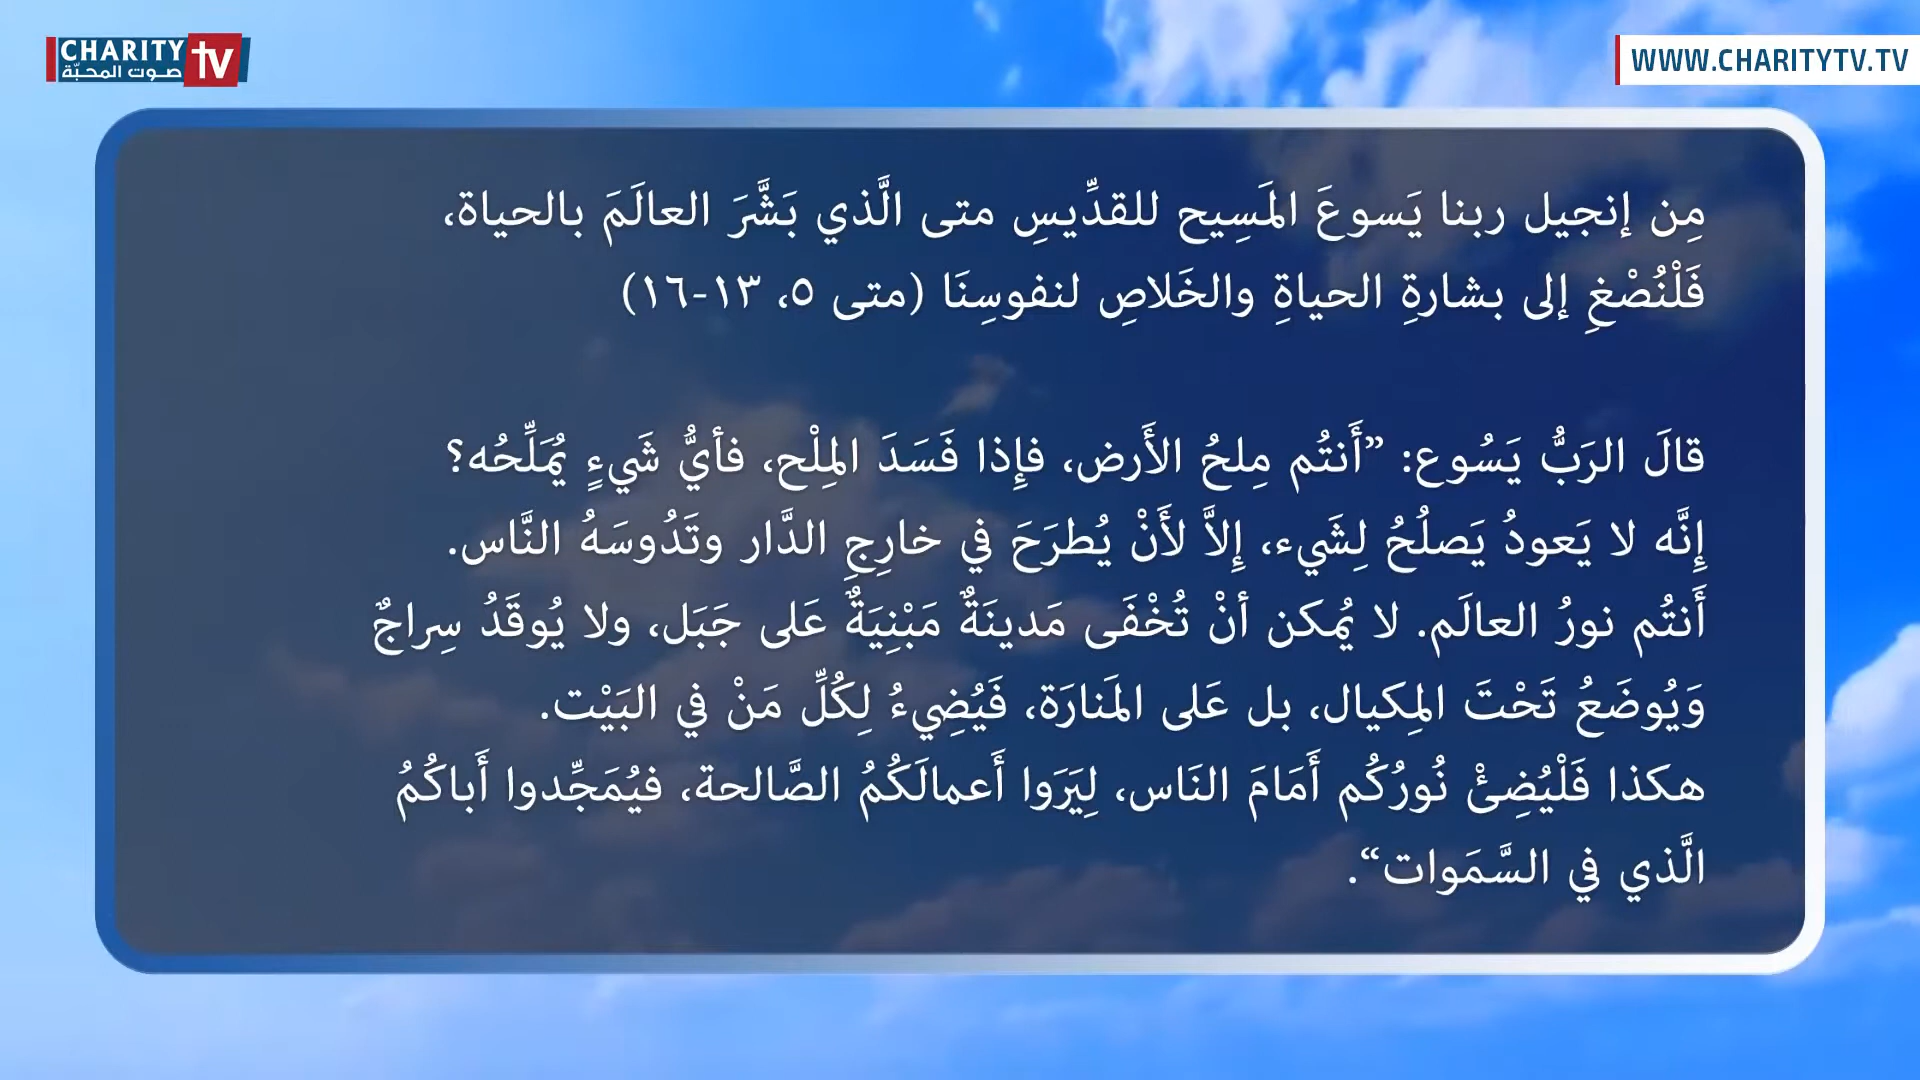 CHARITY tv
صوت المحبّة
WWW.CHARITYTV.TV
مِن إنجيل ربنا يَسوعَ المَسِيح للقدِّيسِ متى الَّذي بَشَّرَ العالَمَ بالحياة،
فَلْنُصْغِ إلى بشارةِ الحياةِ والخَلاصِ لنفوسِنَا (متى ٥، ١٣-١٦)
قالَ الرَبُّ يَسُوع: ”أَنتُم مِلحُ الأَرض، فإِذا فَسَدَ المِلْح، فأيُّ شَيءٍ يُمَلِّحُه؟
إِنَّه لا يَعودُ يَصلُحُ لِشَيء، إِلاَّ لأَنْ يُطرَحَ في خارِجِ الدَّار وتَدُوسَهُ النَّاس.
أَنتُم نورُ العالَم. لا يُمكن أنْ تُخْفَى مَدينَةٌ مَبْنِيَةٌ عَلى جَبَل، ولا يُوقَدُ سِراجٌ
وَيُوضَعُ تَحْتَ المِكيال، بل عَلى المَنارَة، فَيُضِيءُ لِكُلِّ مَنْ في البَيْت.
هكذا فَلْيُضِئْ نُورُكُم أَمَامَ النَاس، لِيَرَوا أَعمالَكُمُ الصَّالحة، فيُمَجِّدوا أَباكُمُ
الَّذي في السَّمَوات“.